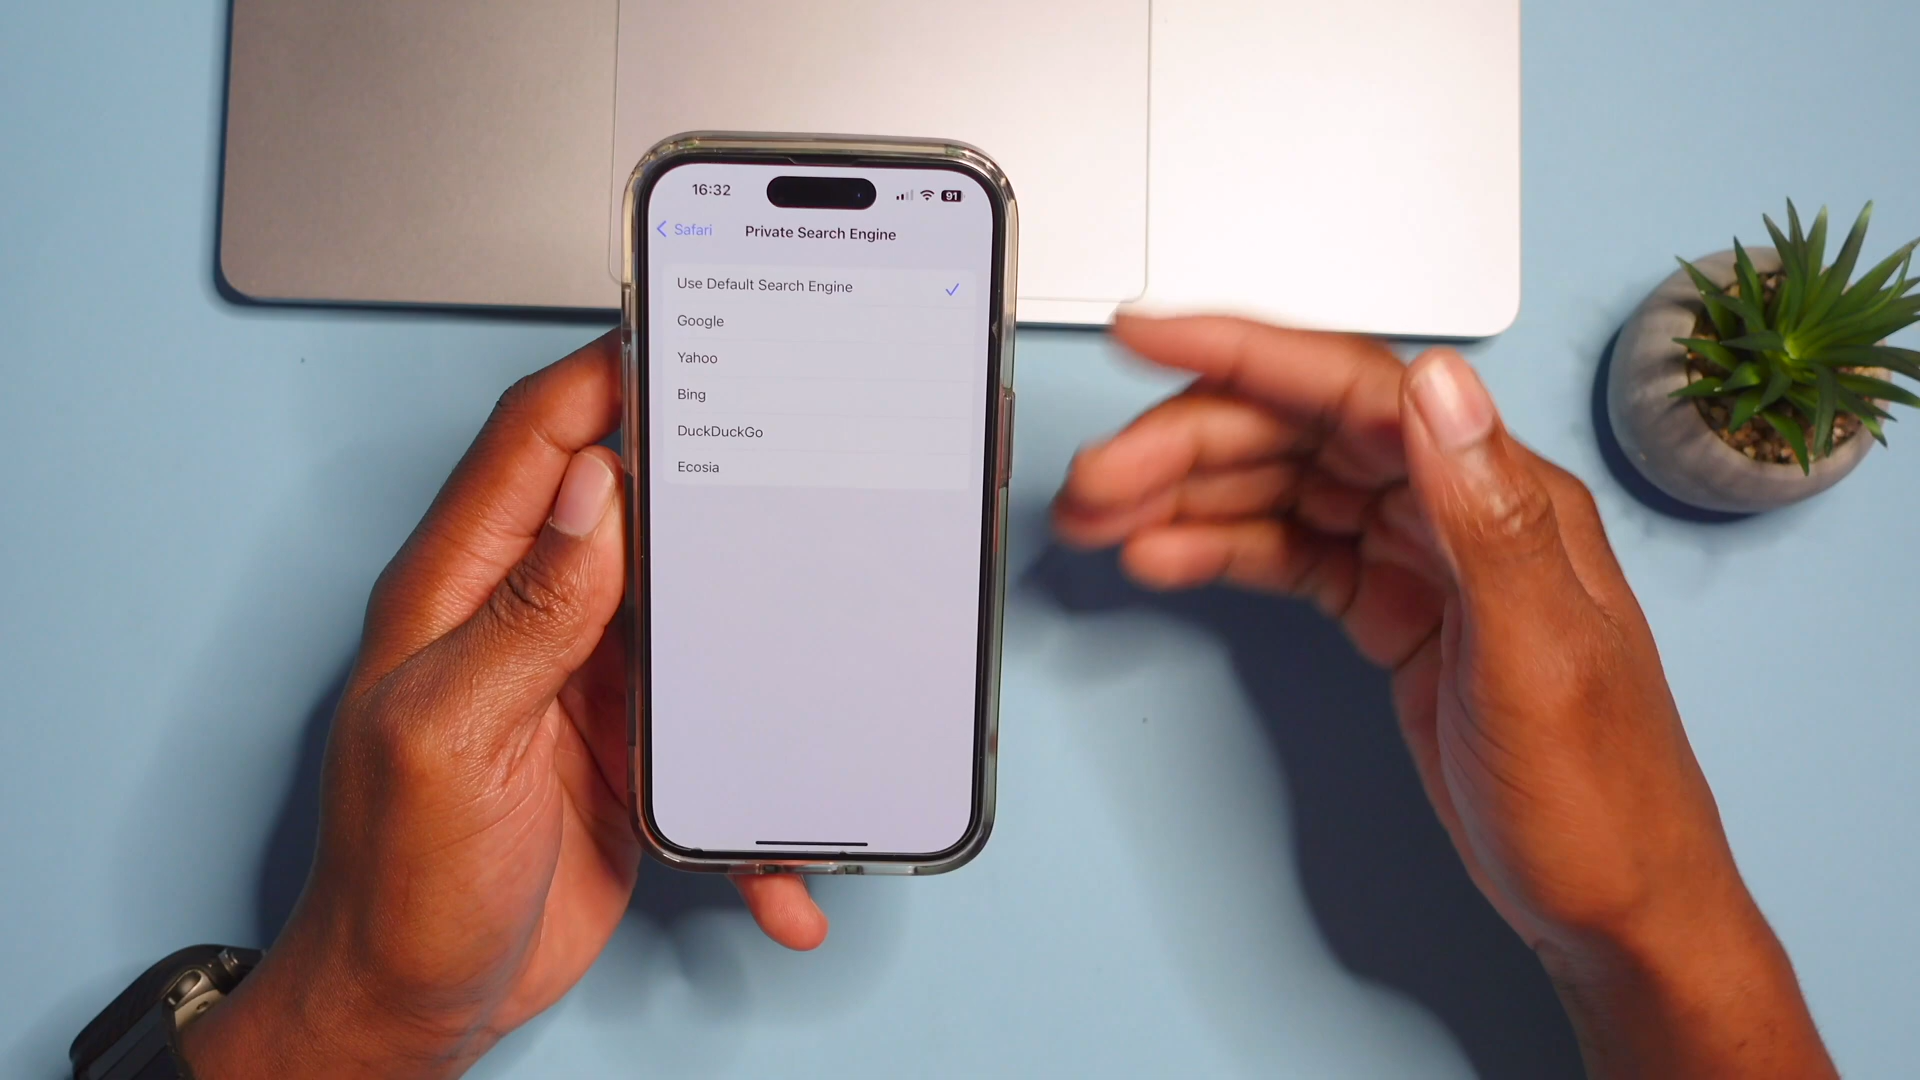 16:32
91
Safari
Private Search Engine
Use Default Search Engine
Google
Yahoo
Bing
DuckDuckGo
Ecosia